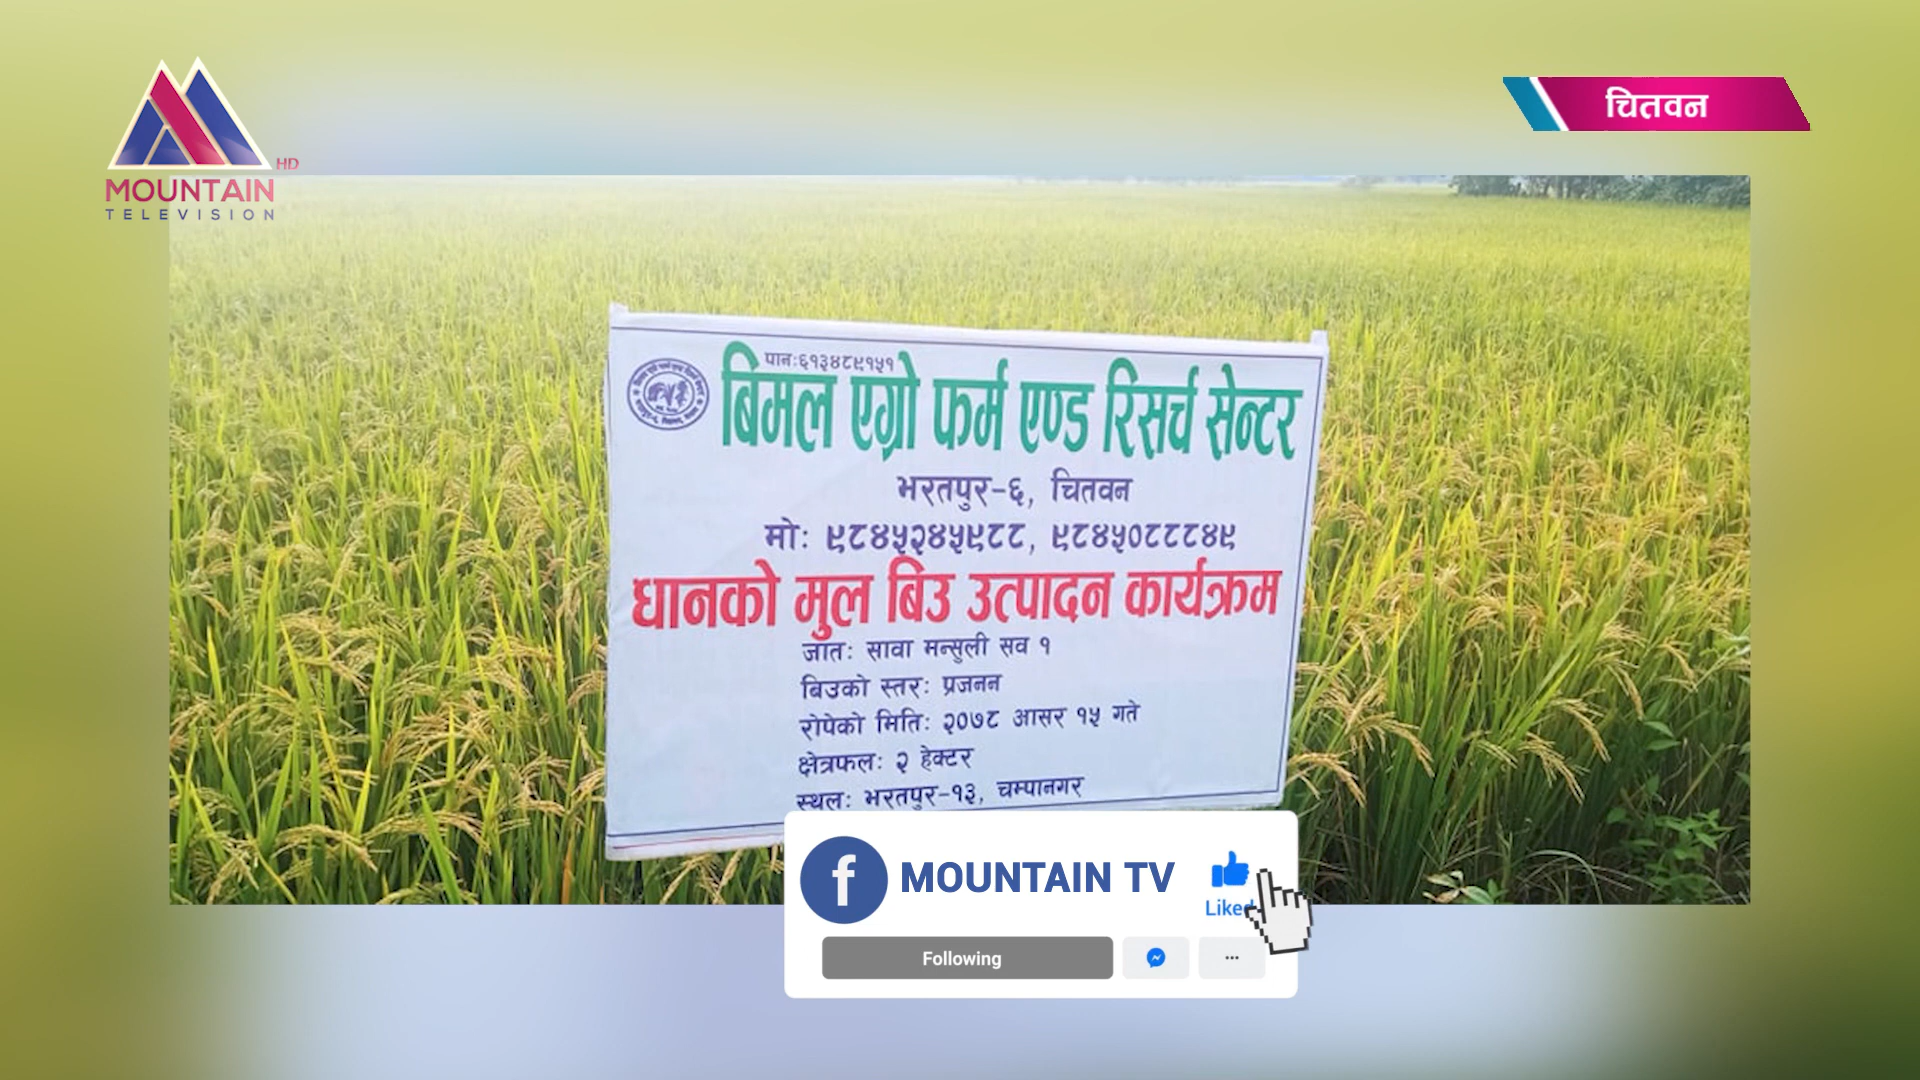 HD
MOUNTAIN
TELEVISION
चितवन
पान:६१३४८९१५१
बिमल एग्रो फर्म एण्ड रिसर्च सेन्टर
भरतपुर-६, चितवन
मो: ९८४५२४५९८८, ९८४५०८८८४९
धानको मुल बिउ उत्पादन कार्यक्रम
जात: सावा मन्सुली सव १
बिउको स्तर: प्रजनन
रोपेको मिति: २०७८ आसर १५ गते
क्षेत्रफल: २ हेक्टर
स्थल: भरतपुर-१३, चम्पानगर
f MOUNTAIN TV
Liked
Following